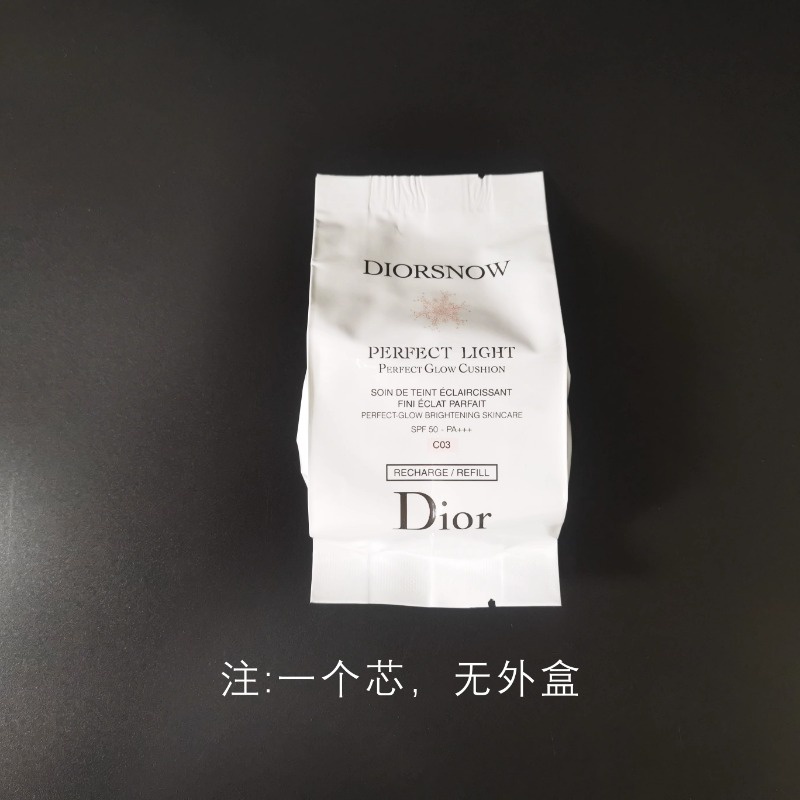 DIORSNOW
PERFECT LIGHT
PERFECT GLOW CUSHION
SOIN DE TEINT ÉCLAIRCISSANT
FINI ÉCLAT PARFAIT
PERFECT-GLOW BRIGHTENING SKINCARE
SPF 50 - PA+++
C03
RECHARGE / REFILL
Dior
注:一个芯，无外盒